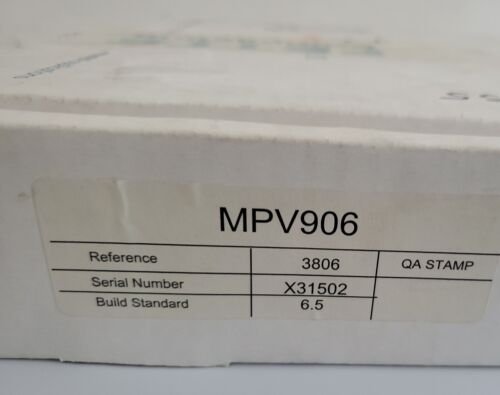 MPV906
Reference 3806 QA STAMP
Serial Number X31502
Build Standard 6.5